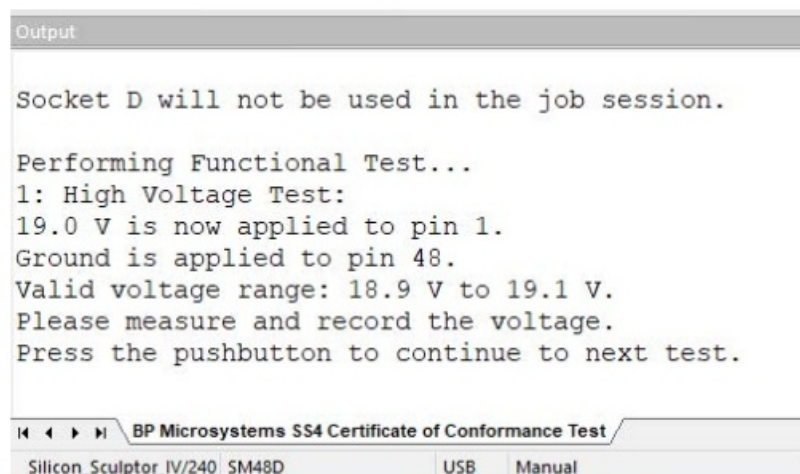 Output
Socket D will not be used in the job session.
Performing Functional Test...
1: High Voltage Test:
19.0 V is now applied to pin 1.
Ground is applied to pin 48.
Valid voltage range: 18.9 V to 19.1 V.
Please measure and record the voltage.
Press the pushbutton to continue to next test.
BP Microsystems SS4 Certificate of Conformance Test
Silicon Sculptor IV/240 SM48D USB Manual